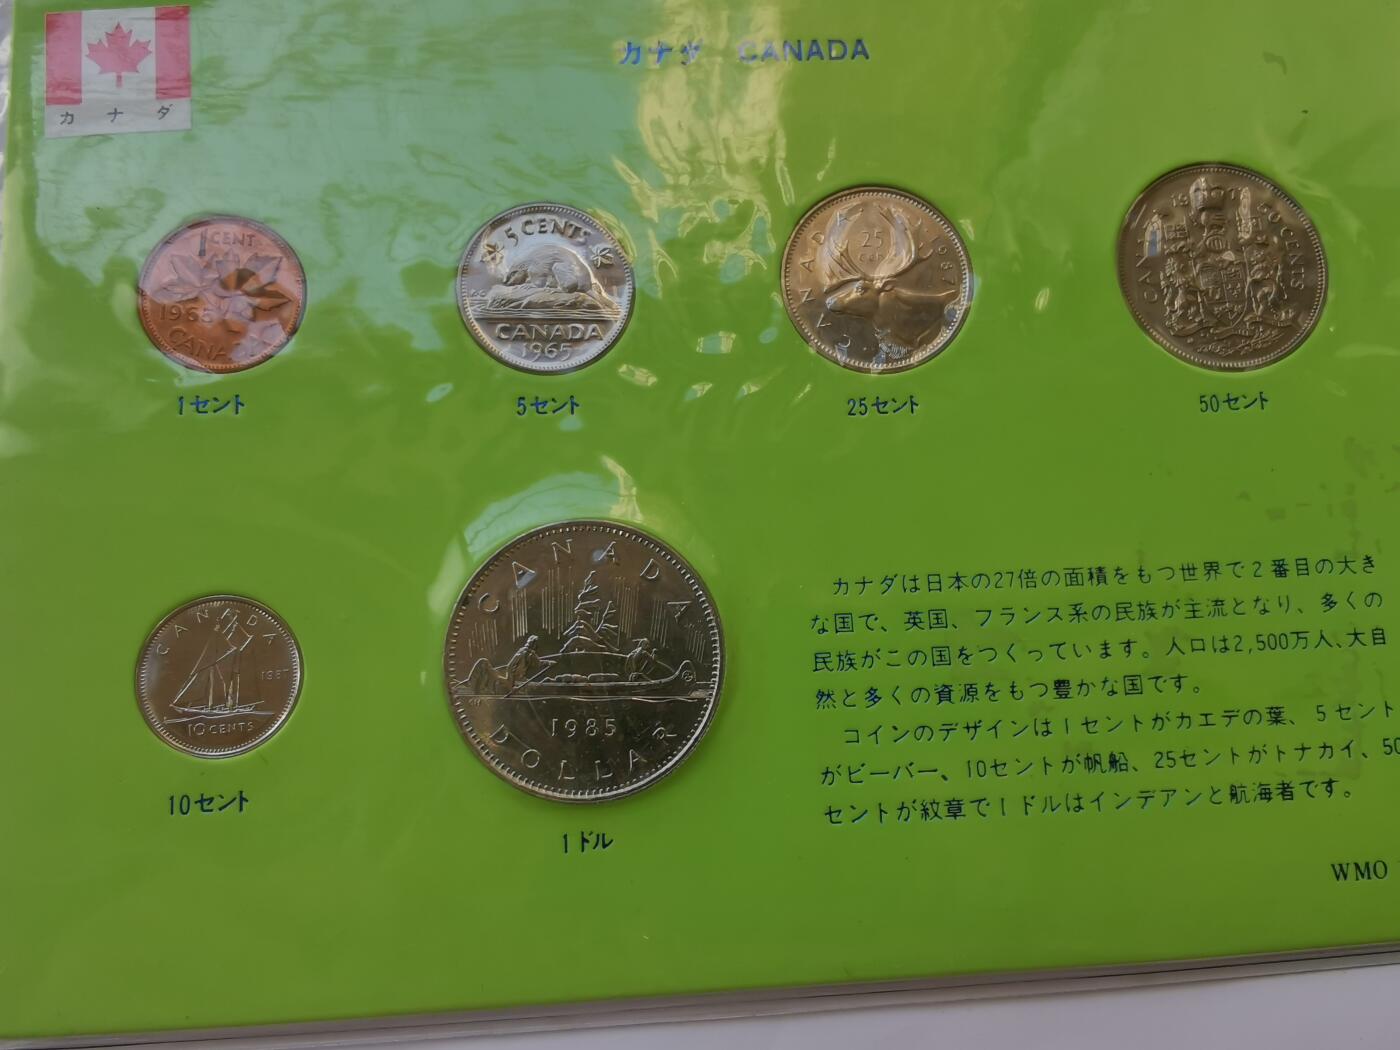 カナダ CANADA
カナダ
1 CENT
1965
CANADA
1セント
5 CENTS
CANADA
1965
5セント
CANADA 1987
25
CENTS
25セント
CANADA 50 CENTS
50セント
CANADA
10 CENTS
10セント
CANADA
1985
DOLLAR
1ドル
カナダは日本の27倍の面積をもつ世界で2番目の大き
な国で、英国、フランス系の民族が主流となり、多くの
民族がこの国をつくっています。人口は2,500万人、大自
然と多くの資源をもつ豊かな国です。
コインのデザインは1セントがカエデの葉、5セント
がビーバー、10セントが帆船、25セントがトナカイ、50
セントが紋章で1ドルはインデアンと航海者です。
WMO